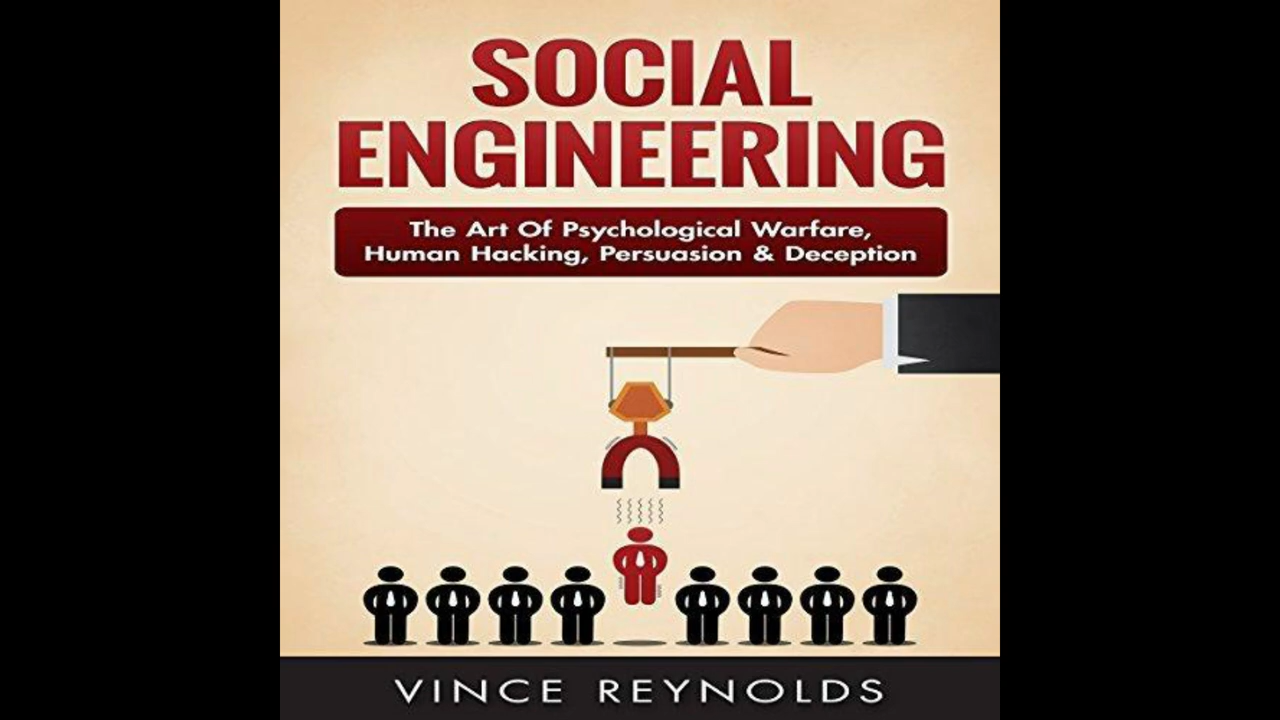 SOCIAL
ENGINEERING
The Art Of Psychological Warfare,
Human Hacking, Persuasion & Deception
VINCE REYNOLDS